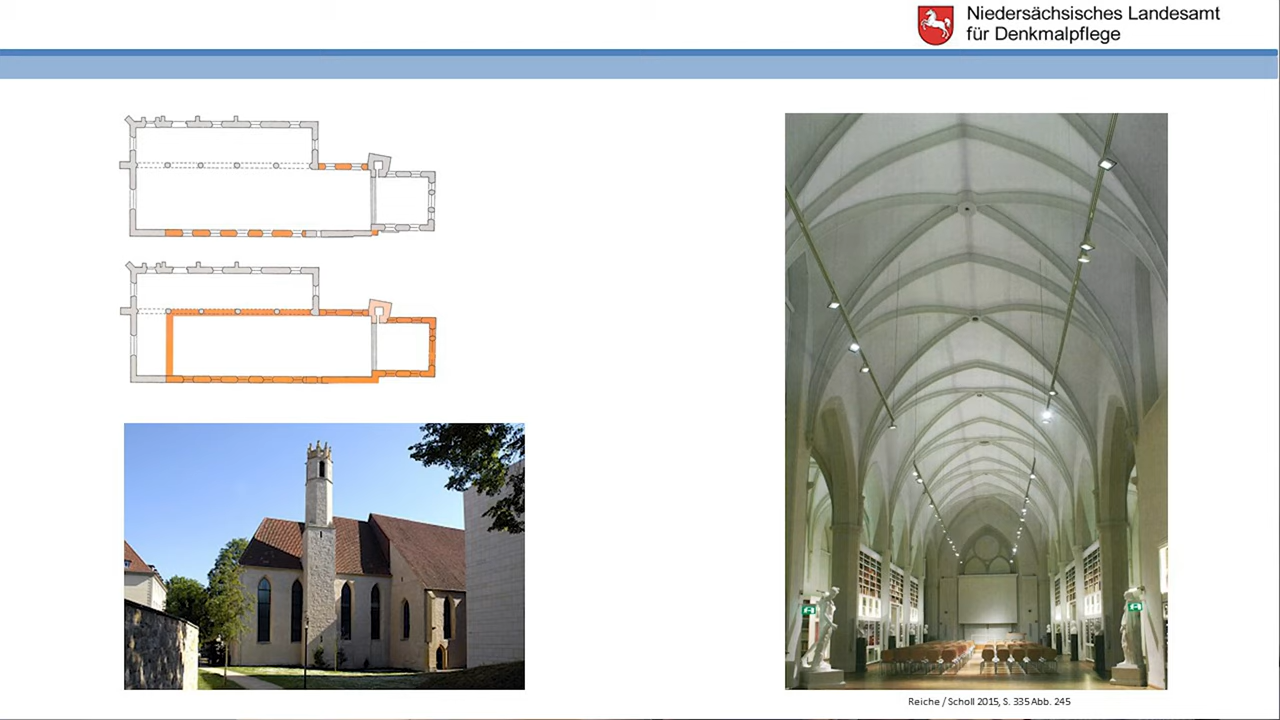 Niedersächsisches Landesamt
für Denkmalpflege
Reiche / Scholl 2015, S. 335 Abb. 245